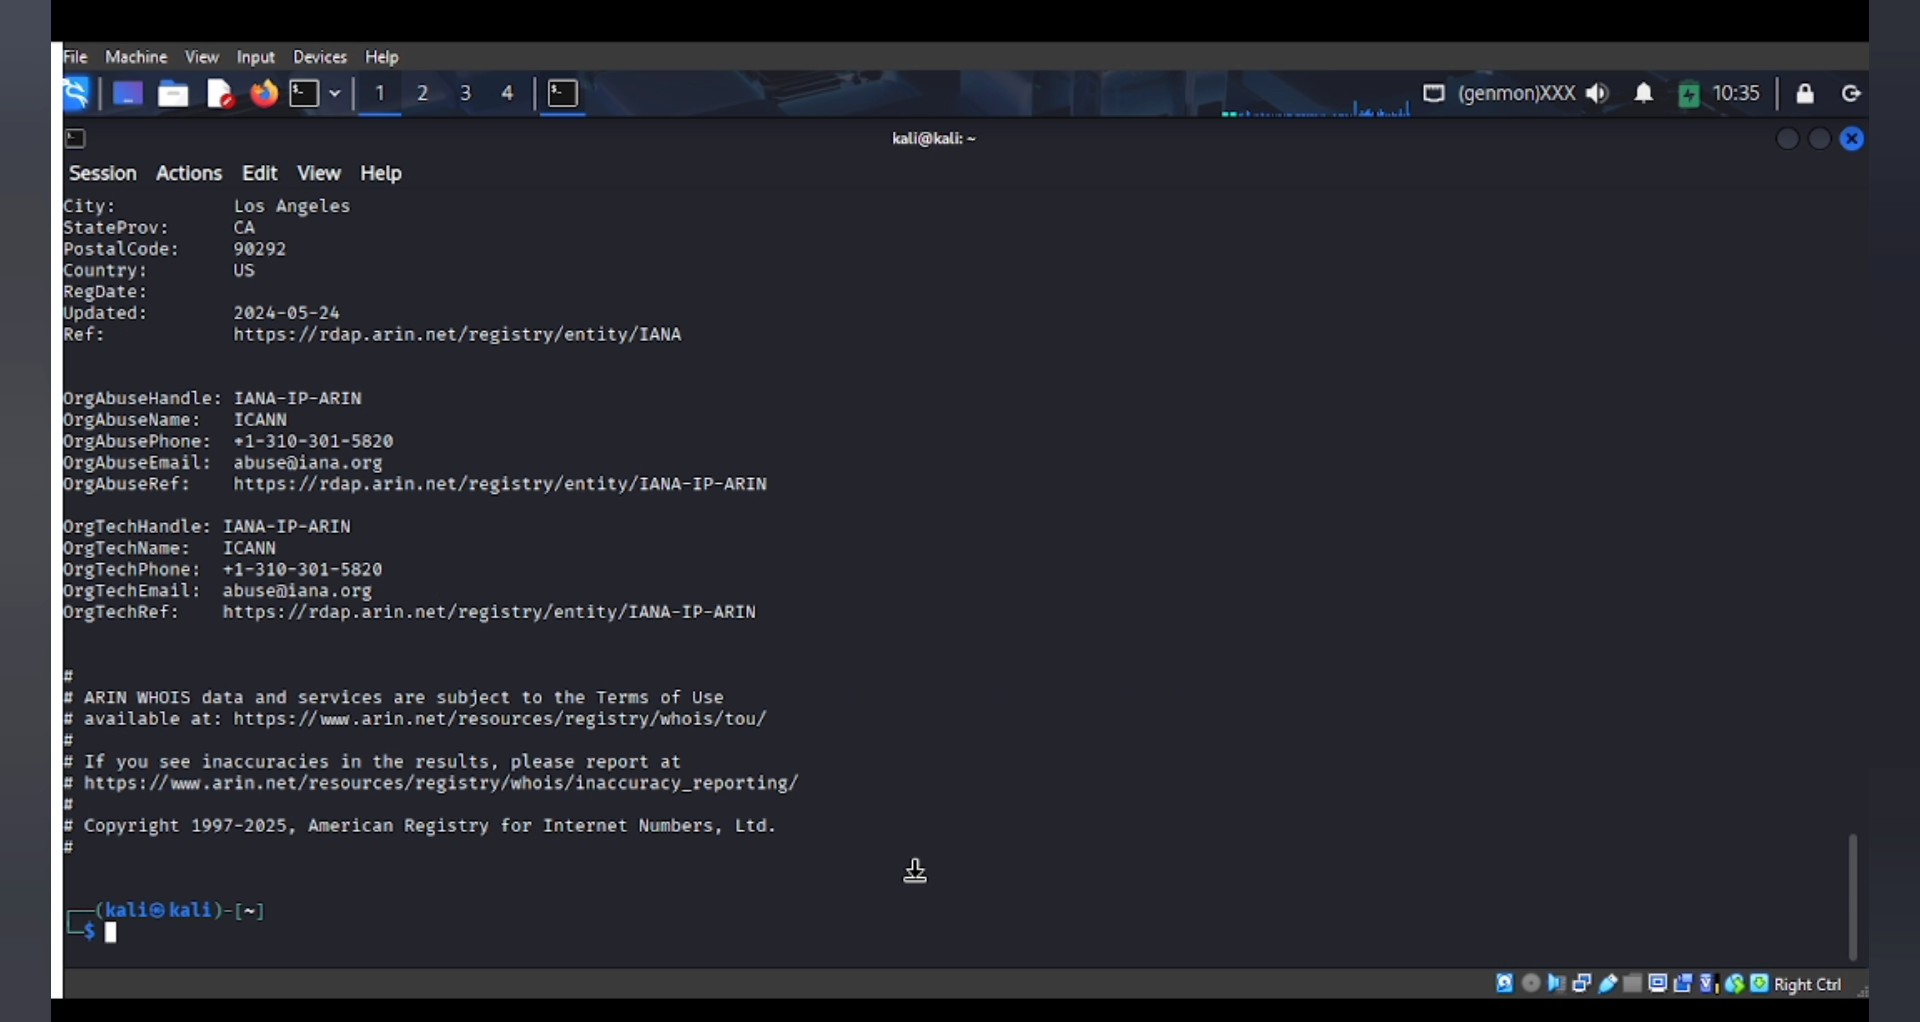 File Machine View Input Devices Help
1 2 3 4 (genmon)XXX 10:35
kali@kali: ~
Session Actions Edit View Help
City: Los Angeles
StateProv: CA
PostalCode: 90292
Country: US
RegDate:
Updated: 2024-05-24
Ref: https://rdap.arin.net/registry/entity/IANA
OrgAbuseHandle: IANA-IP-ARIN
OrgAbuseName: ICANN
OrgAbusePhone: +1-310-301-5820
OrgAbuseEmail: abuse@iana.org
OrgAbuseRef: https://rdap.arin.net/registry/entity/IANA-IP-ARIN
OrgTechHandle: IANA-IP-ARIN
OrgTechName: ICANN
OrgTechPhone: +1-310-301-5820
OrgTechEmail: abuse@iana.org
OrgTechRef: https://rdap.arin.net/registry/entity/IANA-IP-ARIN
#
# ARIN WHOIS data and services are subject to the Terms of Use
# available at: https://www.arin.net/resources/registry/whois/tou/
#
# If you see inaccuracies in the results, please report at
# https://www.arin.net/resources/registry/whois/inaccuracy_reporting/
#
# Copyright 1997-2025, American Registry for Internet Numbers, Ltd.
#
┌──(kali㉿kali)-[~]
└─$
Right Ctrl